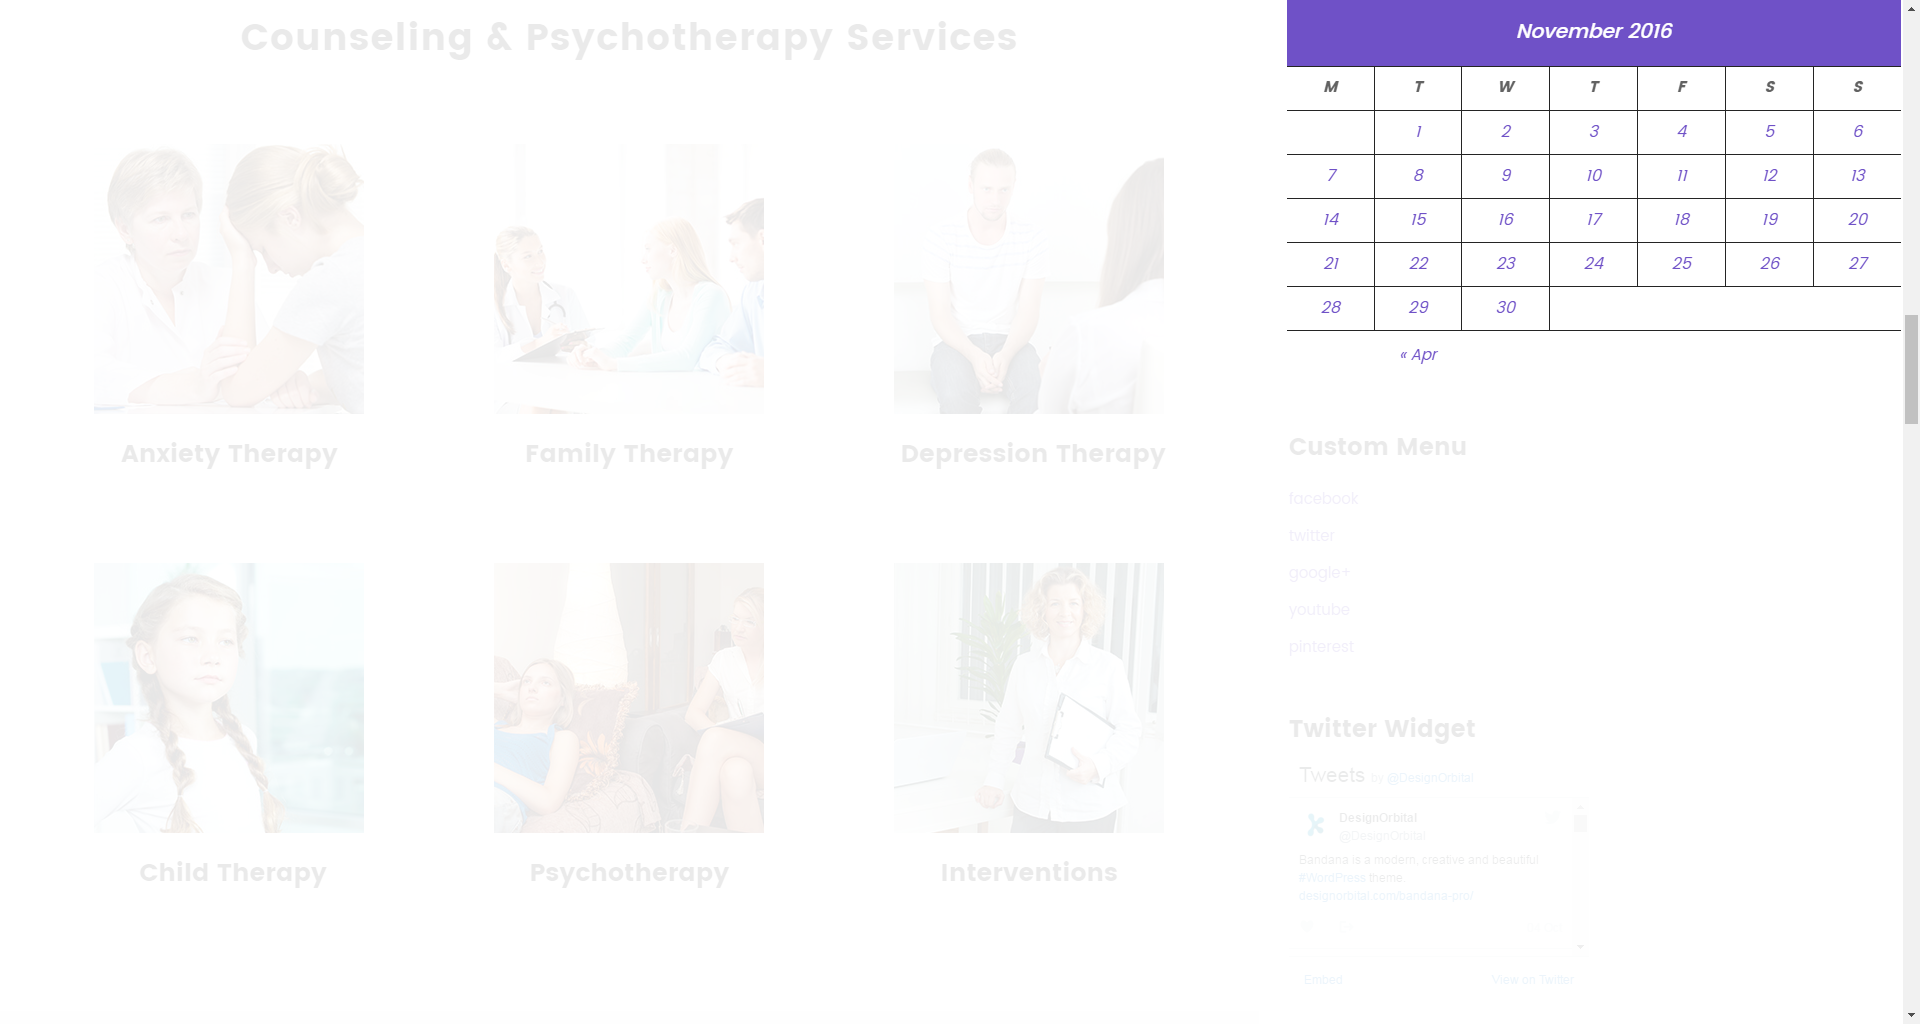 Counseling & Psychotherapy Services
Anxiety Therapy
Family Therapy
Depression Therapy
Child Therapy
Psychotherapy
Interventions
November 2016
M T W T F S S
1 2 3 4 5 6
7 8 9 10 11 12 13
14 15 16 17 18 19 20
21 22 23 24 25 26 27
28 29 30
« Apr
Custom Menu
facebook
twitter
google+
youtube
pinterest
Twitter Widget
Tweets by @DesignOrbital
DesignOrbital
@DesignOrbital
Bandana is a modern, creative and beautiful
#WordPress theme.
designorbital.com/bandana-pro/
Embed
View on Twitter